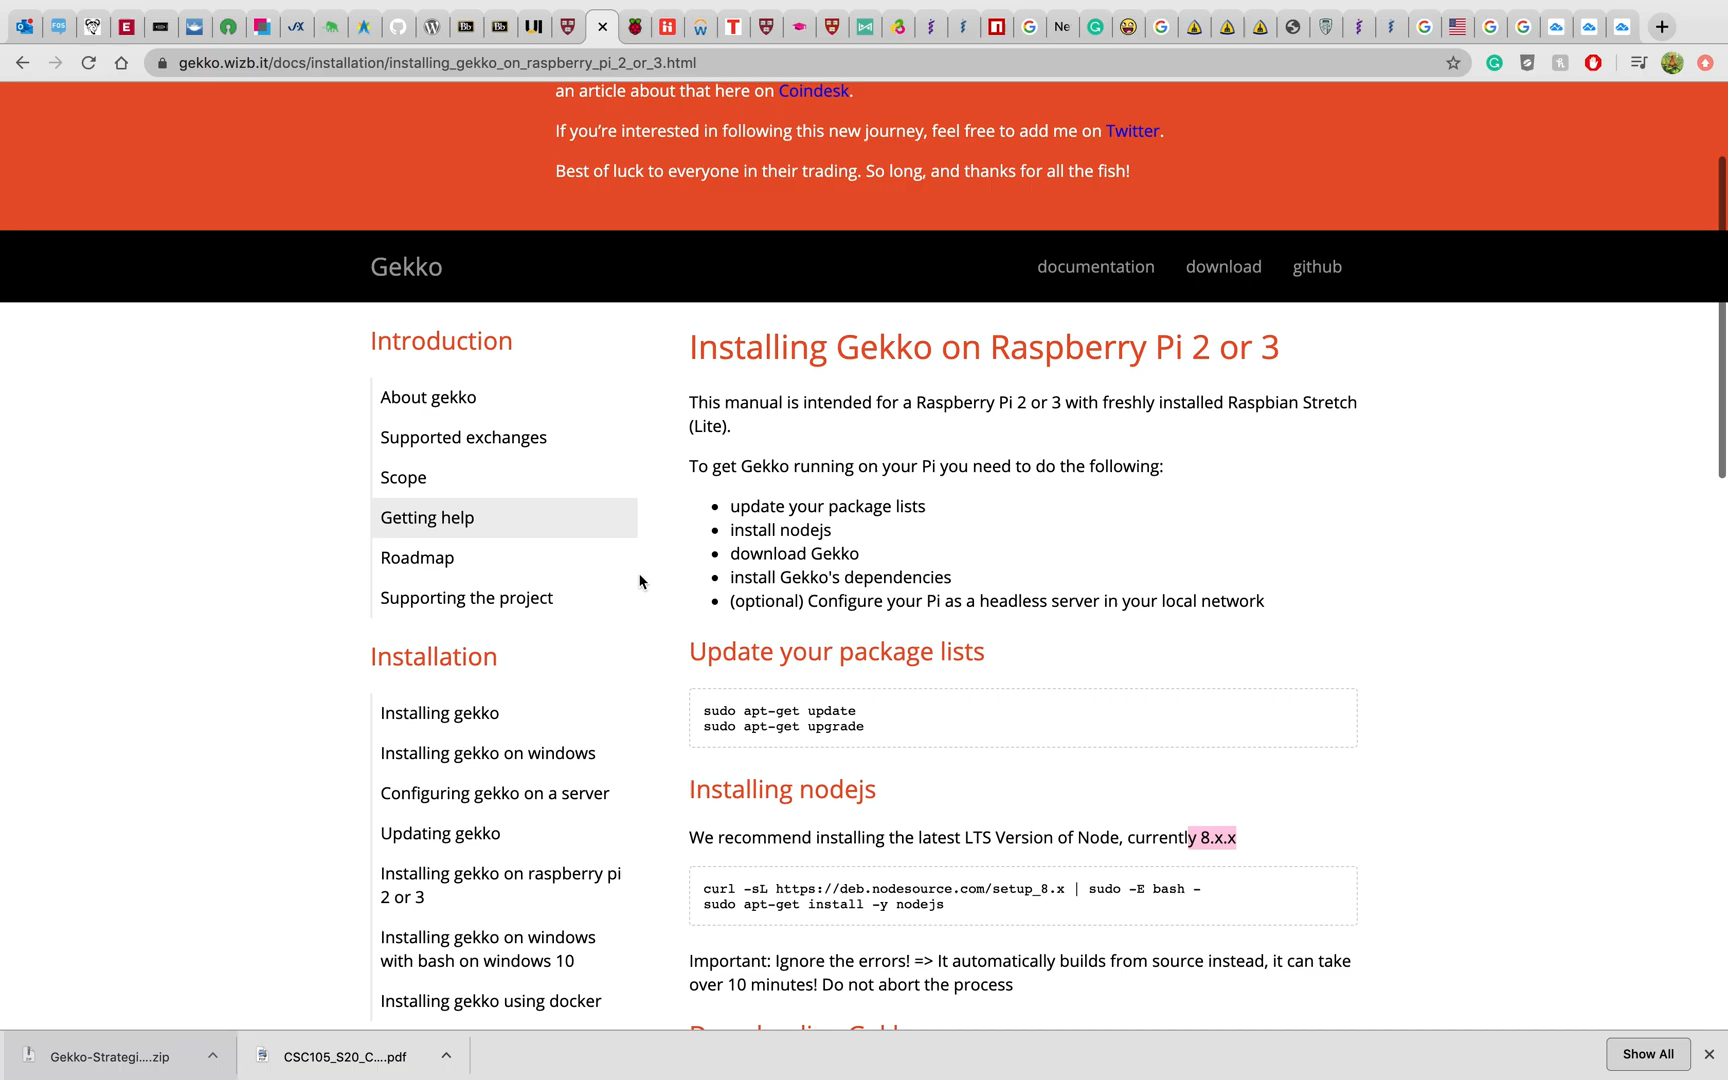 gekko.wizb.it/docs/installation/installing_gekko_on_raspberry_pi_2_or_3.html
an article about that here on Coindesk.
If you're interested in following this new journey, feel free to add me on Twitter.
Best of luck to everyone in their trading. So long, and thanks for all the fish!
Gekko
documentation
download
github
Introduction
About gekko
Supported exchanges
Scope
Getting help
Roadmap
Supporting the project
Installation
Installing gekko
Installing gekko on windows
Configuring gekko on a server
Updating gekko
Installing gekko on raspberry pi
2 or 3
Installing gekko on windows
with bash on windows 10
Installing gekko using docker
Installing Gekko on Raspberry Pi 2 or 3
This manual is intended for a Raspberry Pi 2 or 3 with freshly installed Raspbian Stretch
(Lite).
To get Gekko running on your Pi you need to do the following:
• update your package lists
• install nodejs
• download Gekko
• install Gekko's dependencies
• (optional) Configure your Pi as a headless server in your local network
Update your package lists
sudo apt-get update
sudo apt-get upgrade
Installing nodejs
We recommend installing the latest LTS Version of Node, currently 8.x.x
curl -sL https://deb.nodesource.com/setup_8.x | sudo -E bash -
sudo apt-get install -y nodejs
Important: Ignore the errors! => It automatically builds from source instead, it can take
over 10 minutes! Do not abort the process
Gekko-Strategi....zip
CSC105_S20_C....pdf
Show All